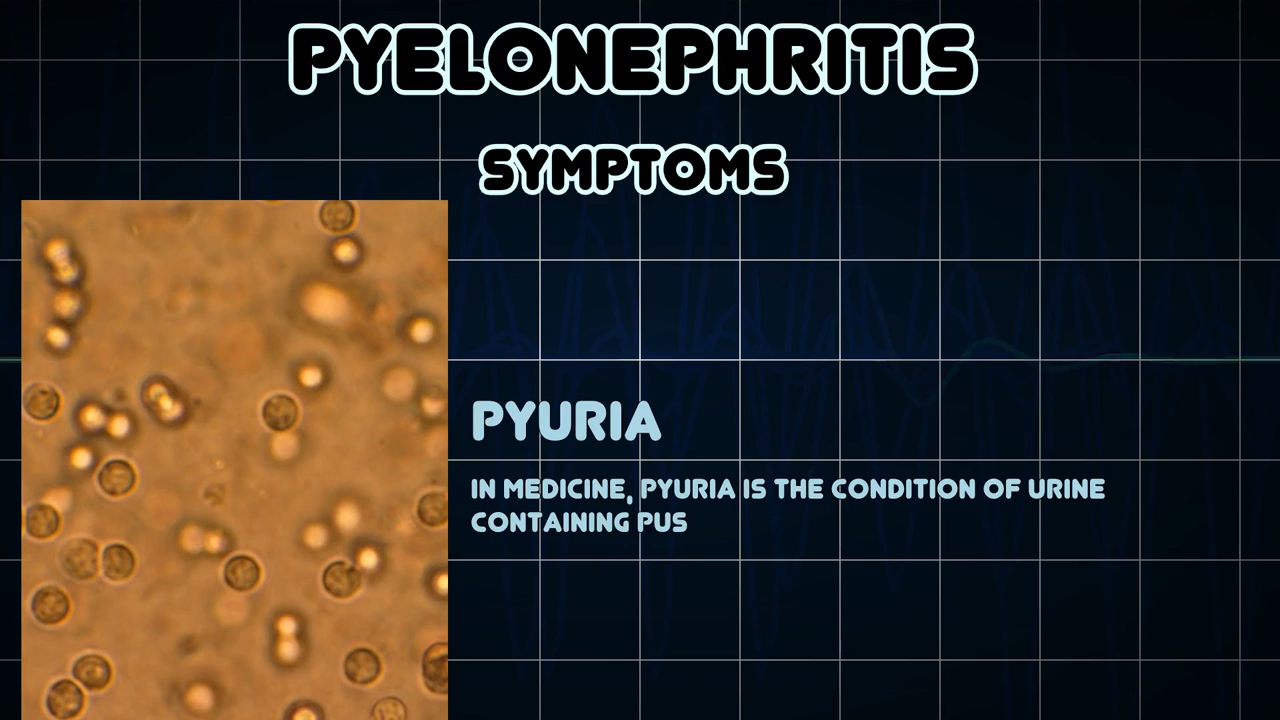 PYELONEPHRITIS
SYMPTOMS
PYURIA
IN MEDICINE, PYURIA IS THE CONDITION OF URINE
CONTAINING PUS